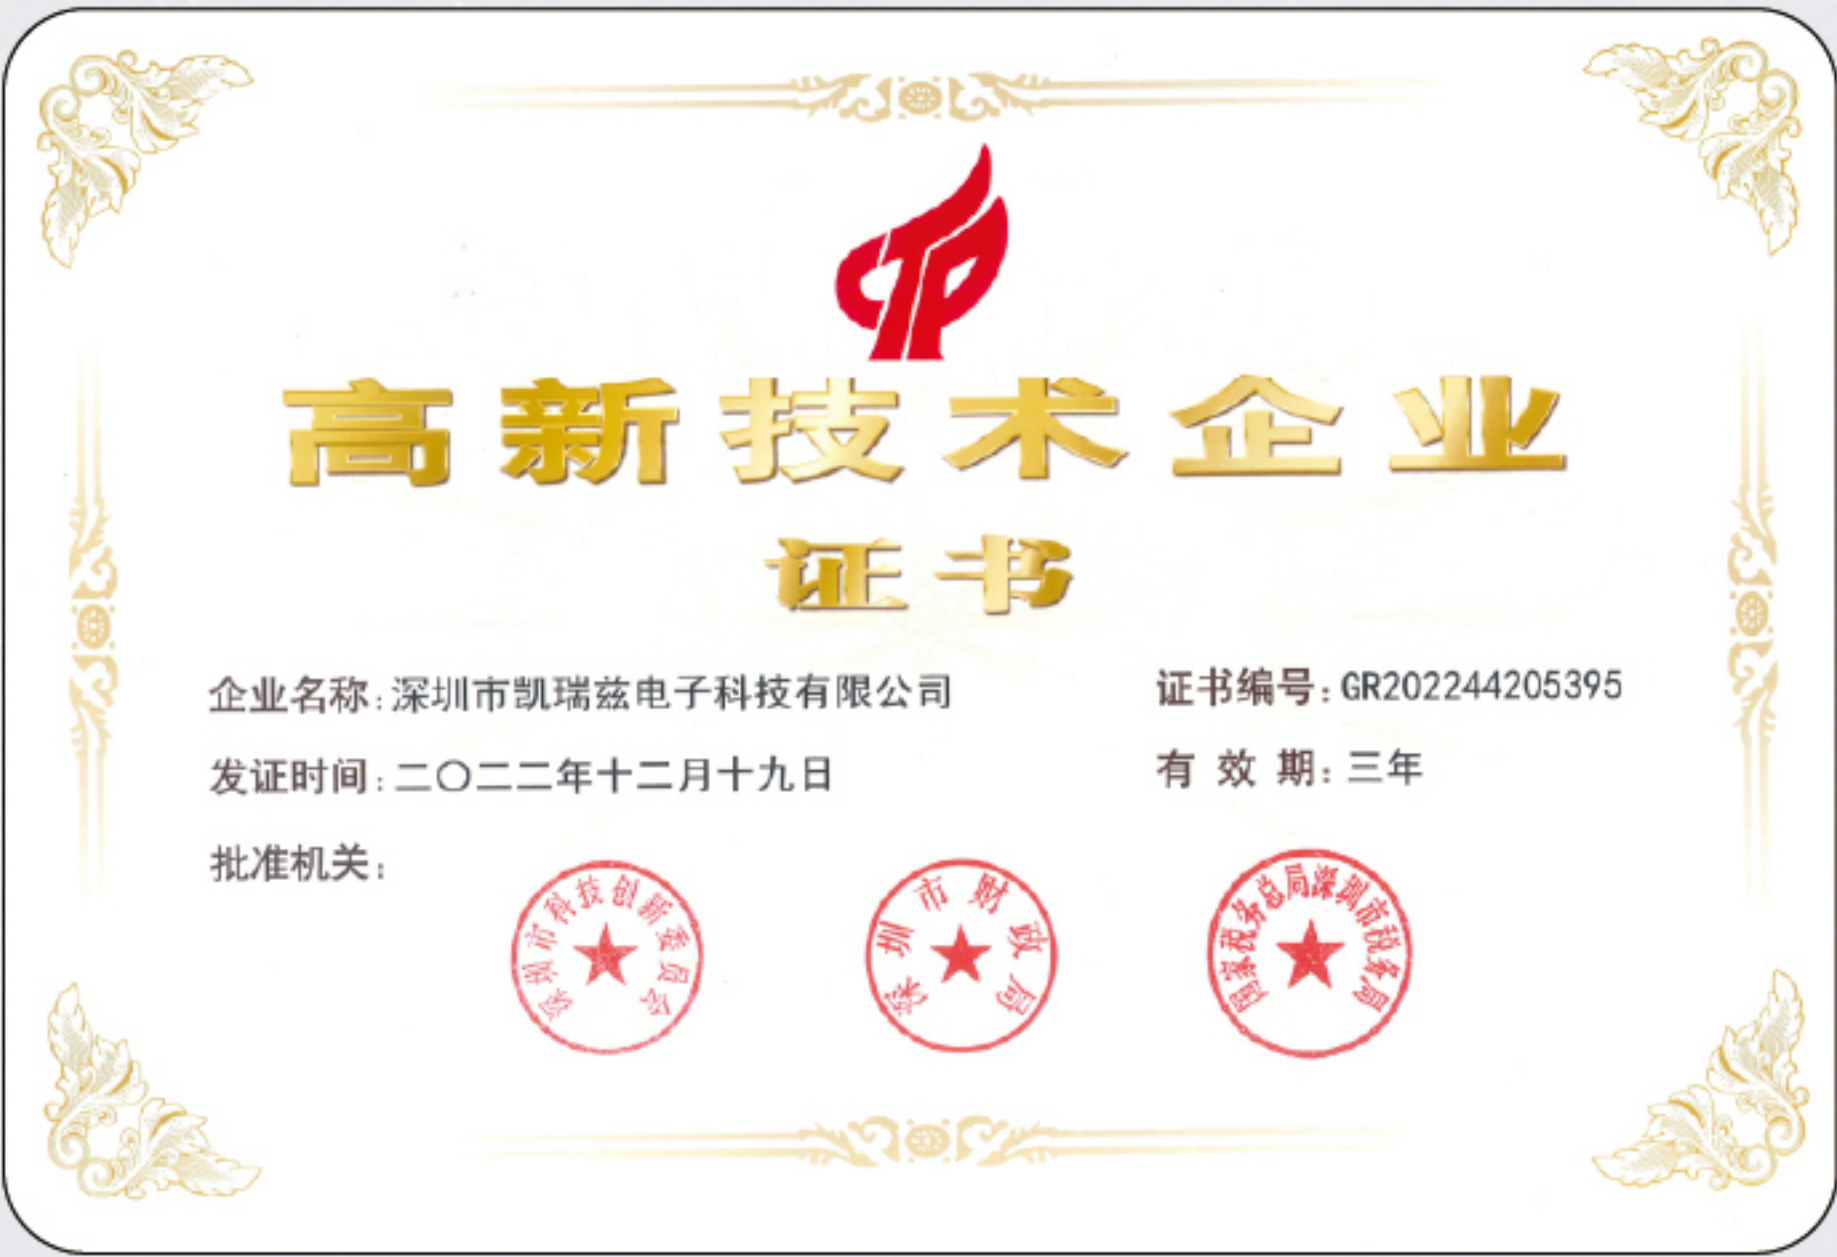 高新技术企业
证书
企业名称:深圳市凯瑞兹电子科技有限公司
证书编号:GR202244205395
发证时间:二〇二二年十二月十九日
有效期:三年
批准机关:
深圳市科技创新委员会
深圳市财政局
国家税务总局深圳市税务局